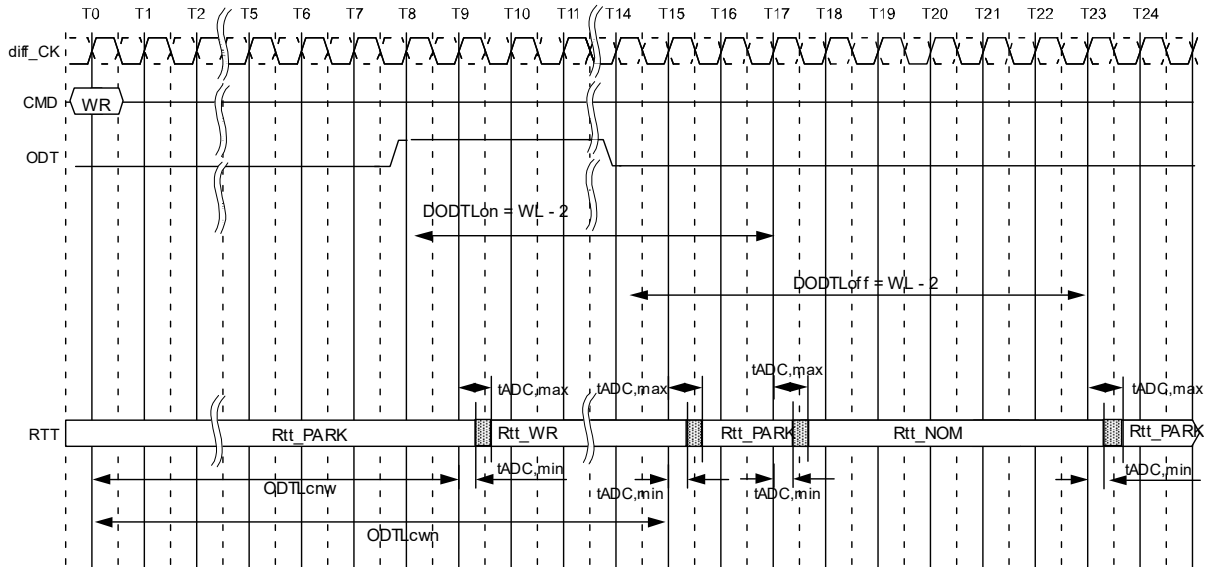 T0 T1 T2 T5 T6 T7 T8 T9 T10 T11 T14 T15 T16 T17 T18 T19 T20 T21 T22 T23 T24
diff_CK
CMD WR
ODT
DODTLon = WL - 2
DODTLoff = WL - 2
tADC,max tADC,max tADC,max tADC,max
RTT Rtt_PARK Rtt_WR Rtt_PARK Rtt_NOM Rtt_PARK
ODTLcnw tADC,min tADC,min tADC,min tADC,min
ODTLcwn